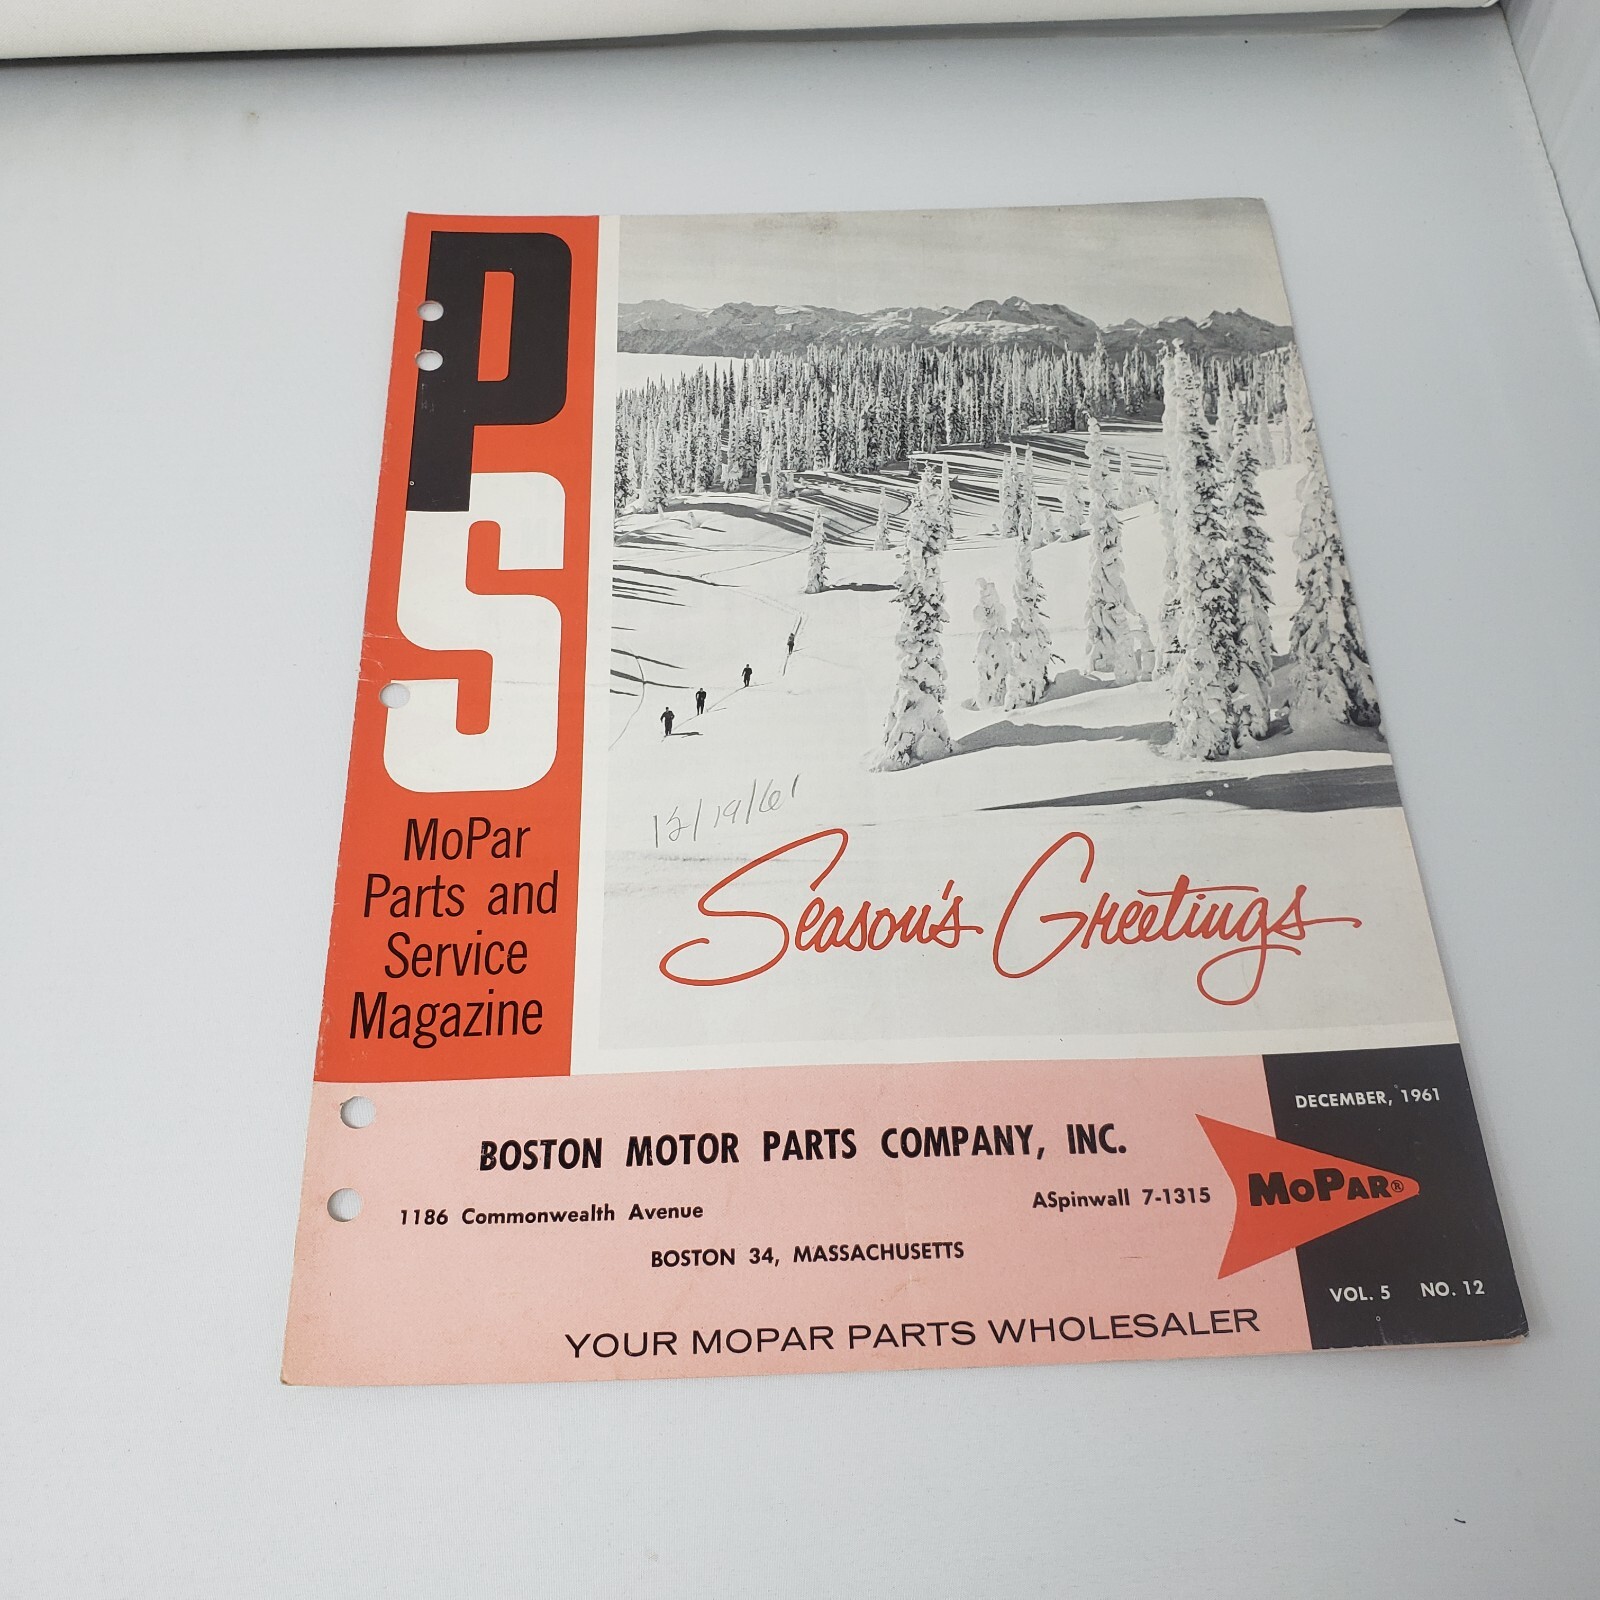 PS
MoPar
Parts and
Service
Magazine
12/19/61
Season's Greetings
BOSTON MOTOR PARTS COMPANY, INC.
1186 Commonwealth Avenue
ASpinwall 7-1315
BOSTON 34, MASSACHUSETTS
YOUR MOPAR PARTS WHOLESALER
DECEMBER, 1961
MOPAR®
VOL. 5 NO. 12